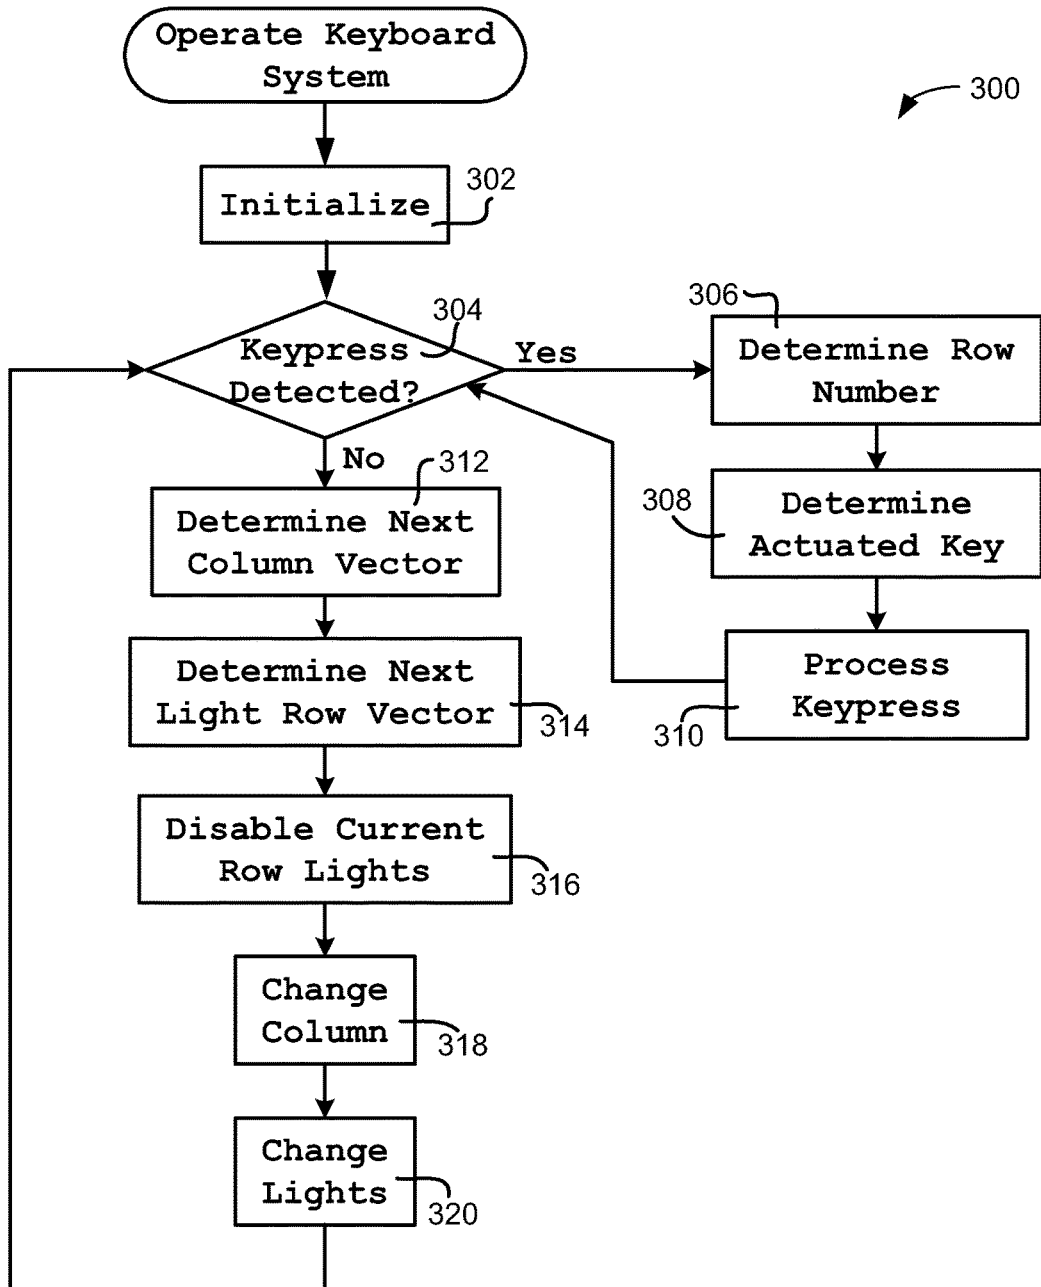 Operate Keyboard
System
300
302
Initialize
304
Keypress
Detected?
Yes
306
Determine Row
Number
No
312
Determine Next
Column Vector
308
Determine
Actuated Key
Determine Next
Light Row Vector
314
Process
Keypress
310
Disable Current
Row Lights
316
Change
Column
318
Change
Lights
320